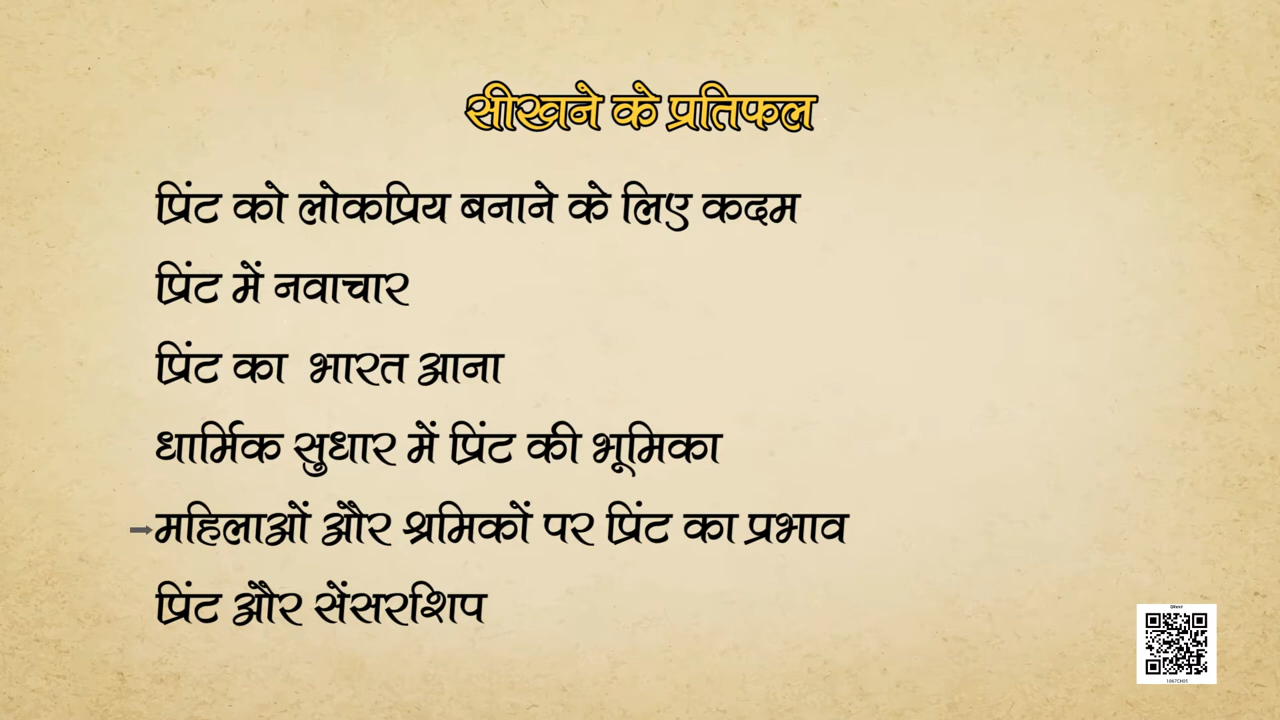 सीखने के प्रतिफल
प्रिंट को लोकप्रिय बनाने के लिए कदम
प्रिंट में नवाचार
प्रिंट का भारत आना
धार्मिक सुधार में प्रिंट की भूमिका
महिलाओं और श्रमिकों पर प्रिंट का प्रभाव
प्रिंट और सेंसरशिप